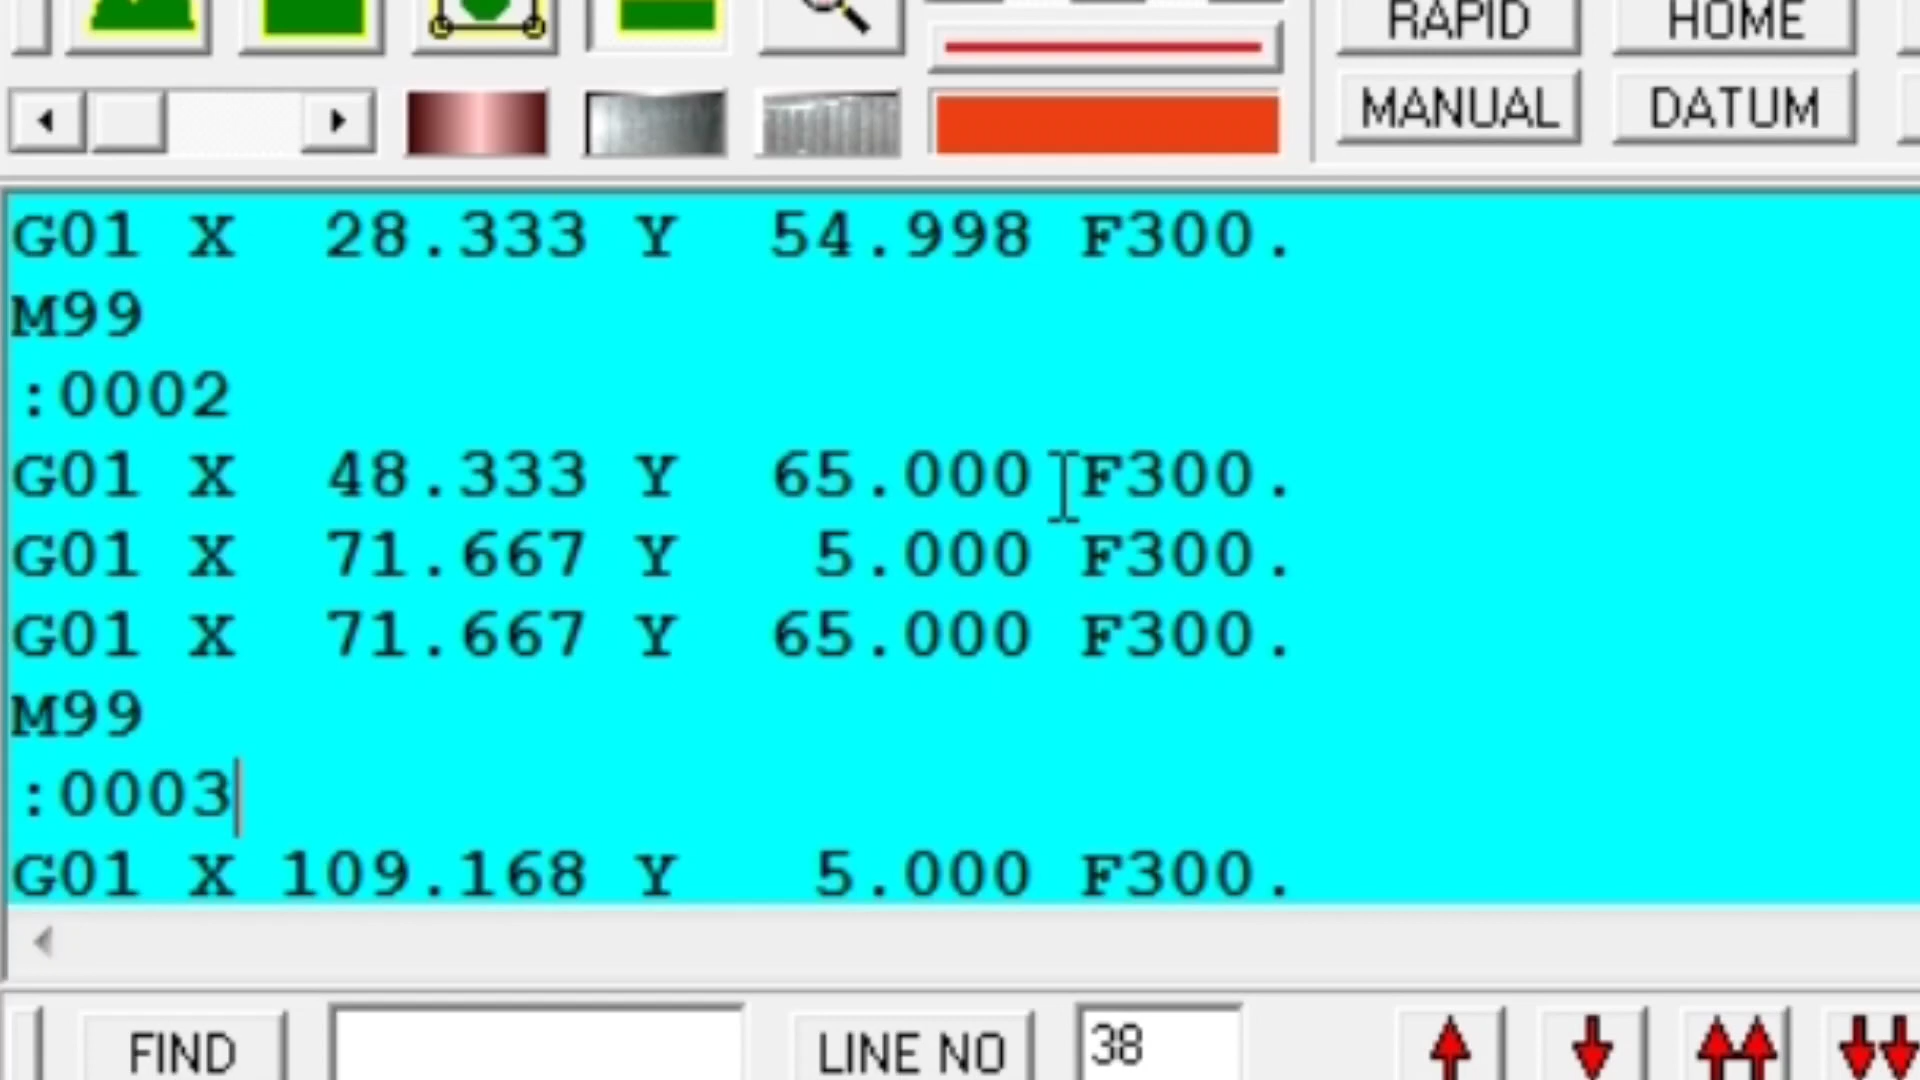 RAPID HOME
MANUAL DATUM
G01 X  28.333 Y  54.998 F300.
M99
:0002
G01 X  48.333 Y  65.000 F300.
G01 X  71.667 Y   5.000 F300.
G01 X  71.667 Y  65.000 F300.
M99
:0003
G01 X 109.168 Y   5.000 F300.
FIND LINE NO 38